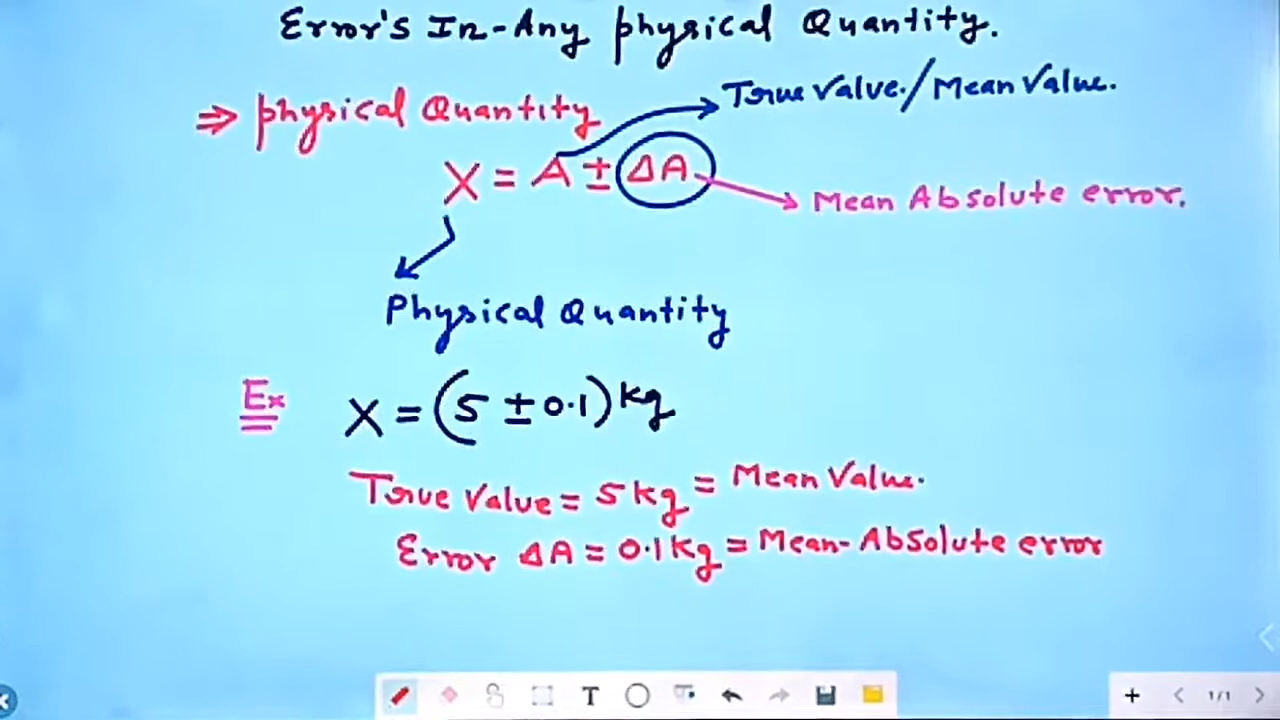 Error's In-Any physical Quantity.
⇒ physical Quantity
True Value./Mean Value.
X = A ± ΔA
Mean Absolute error.
Physical Quantity
Ex X = (5 ± 0.1) kg
True Value = 5 kg = Mean Value.
Error ΔA = 0.1 kg = Mean-Absolute error
T
1/1